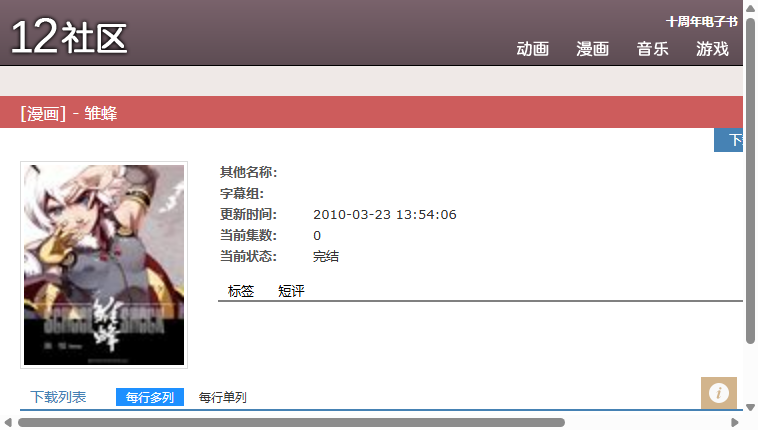 12社区
十周年电子书
动画 漫画 音乐 游戏
[漫画] - 雏蜂
其他名称:
字幕组:
更新时间: 2010-03-23 13:54:06
当前集数: 0
当前状态: 完结
标签 短评
雏蜂
下载列表 每行多列 每行单列